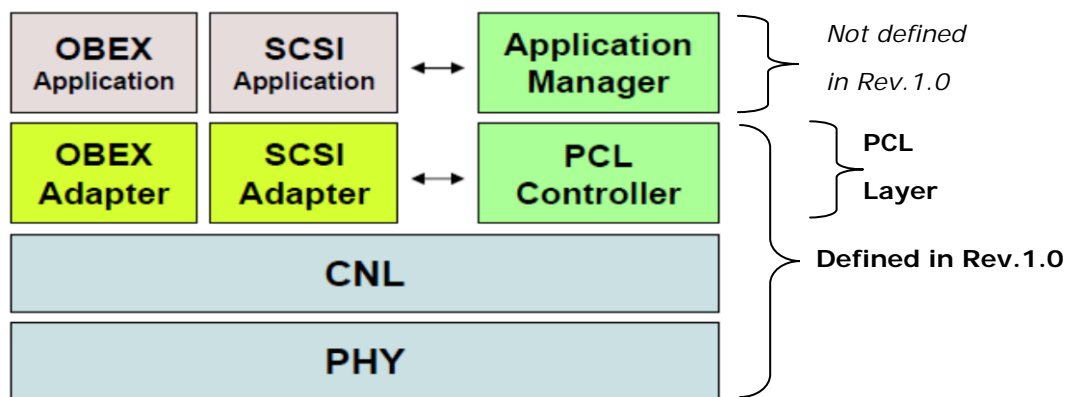 OBEX
Application
SCSI
Application
Application
Manager
Not defined
in Rev.1.0
OBEX
Adapter
SCSI
Adapter
PCL
Controller
PCL
Layer
CNL
Defined in Rev.1.0
PHY